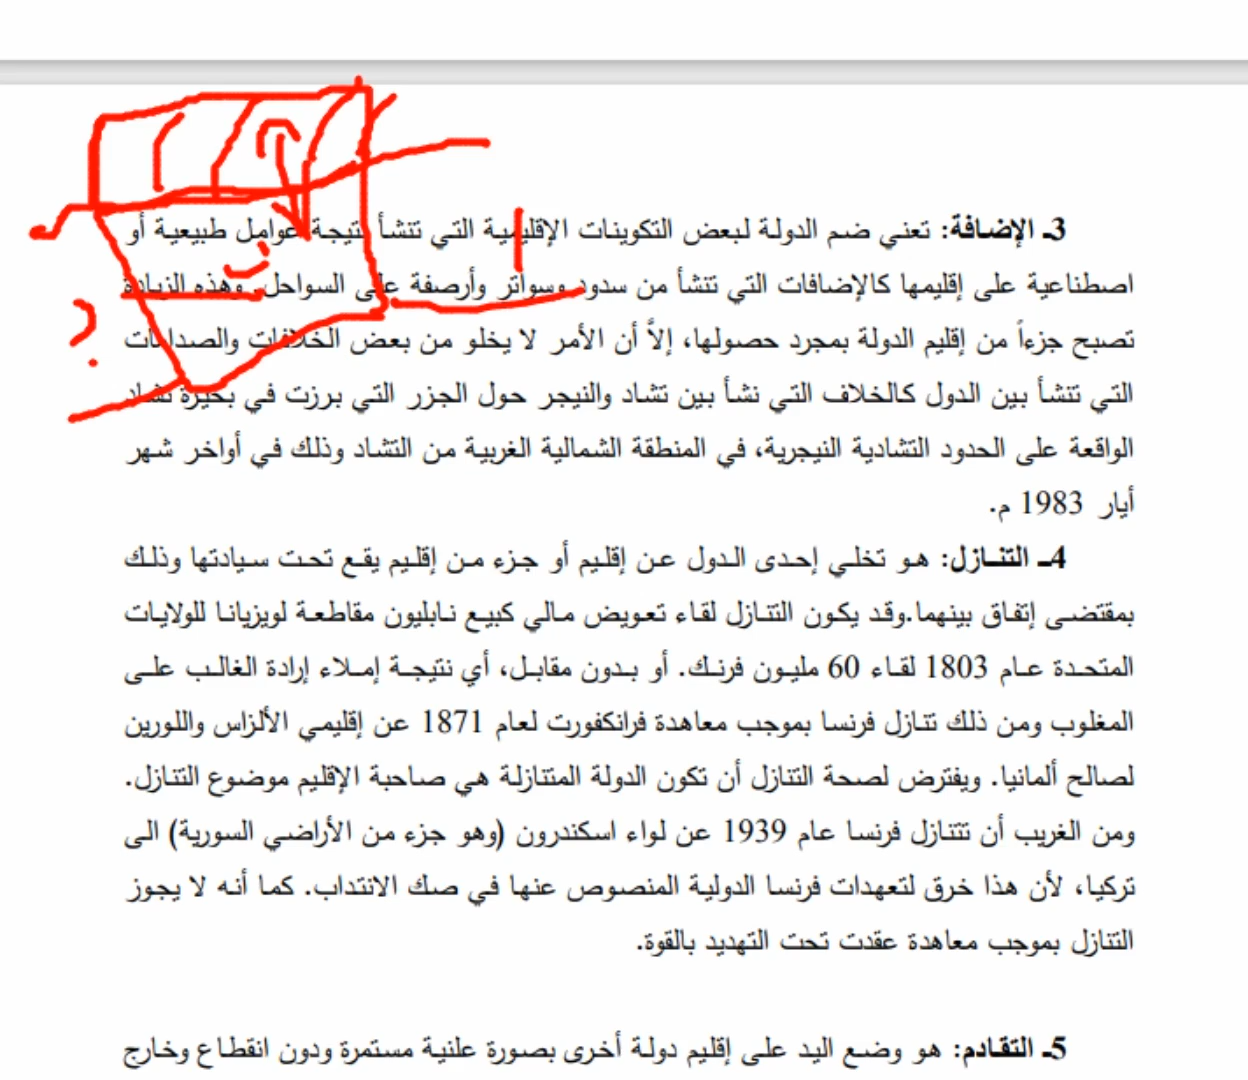 3ـ الإضافة: تعني ضم الدولة لبعض التكوينات الإقليمية التي تنشأ نتيجة عوامل طبيعية أو
اصطناعية على إقليمها كالإضافات التي تنشأ من سدود وسواتر وأرصفة على السواحل. وهذه الزيادة
تصبح جزءاً من إقليم الدولة بمجرد حصولها، إلاَّ أن الأمر لا يخلو من بعض الخلافات والصدامات
التي تنشأ بين الدول كالخلاف التي نشأ بين تشاد والنيجر حول الجزر التي برزت في بحيرة تشاد
الواقعة على الحدود التشادية النيجرية، في المنطقة الشمالية الغربية من التشاد وذلك في أواخر شهر
أيار 1983 م.
4ـ التنازل: هو تخلي إحدى الدول عن إقليم أو جزء من إقليم يقع تحت سيادتها وذلك
بمقتضى إتفاق بينهما.وقد يكون التنازل لقاء تعويض مالي كبيع نابليون مقاطعة لويزيانا للولايات
المتحدة عام 1803 لقاء 60 مليون فرنك. أو بدون مقابل، أي نتيجة إملاء إرادة الغالب على
المغلوب ومن ذلك تنازل فرنسا بموجب معاهدة فرانكفورت لعام 1871 عن إقليمي الألزاس واللورين
لصالح ألمانيا. ويفترض لصحة التنازل أن تكون الدولة المتنازلة هي صاحبة الإقليم موضوع التنازل.
ومن الغريب أن تتنازل فرنسا عام 1939 عن لواء اسكندرون (وهو جزء من الأراضي السورية) الى
تركيا، لأن هذا خرق لتعهدات فرنسا الدولية المنصوص عنها في صك الانتداب. كما أنه لا يجوز
التنازل بموجب معاهدة عقدت تحت التهديد بالقوة.
5ـ التقادم: هو وضع اليد على إقليم دولة أخرى بصورة علنية مستمرة ودون انقطاع وخارج